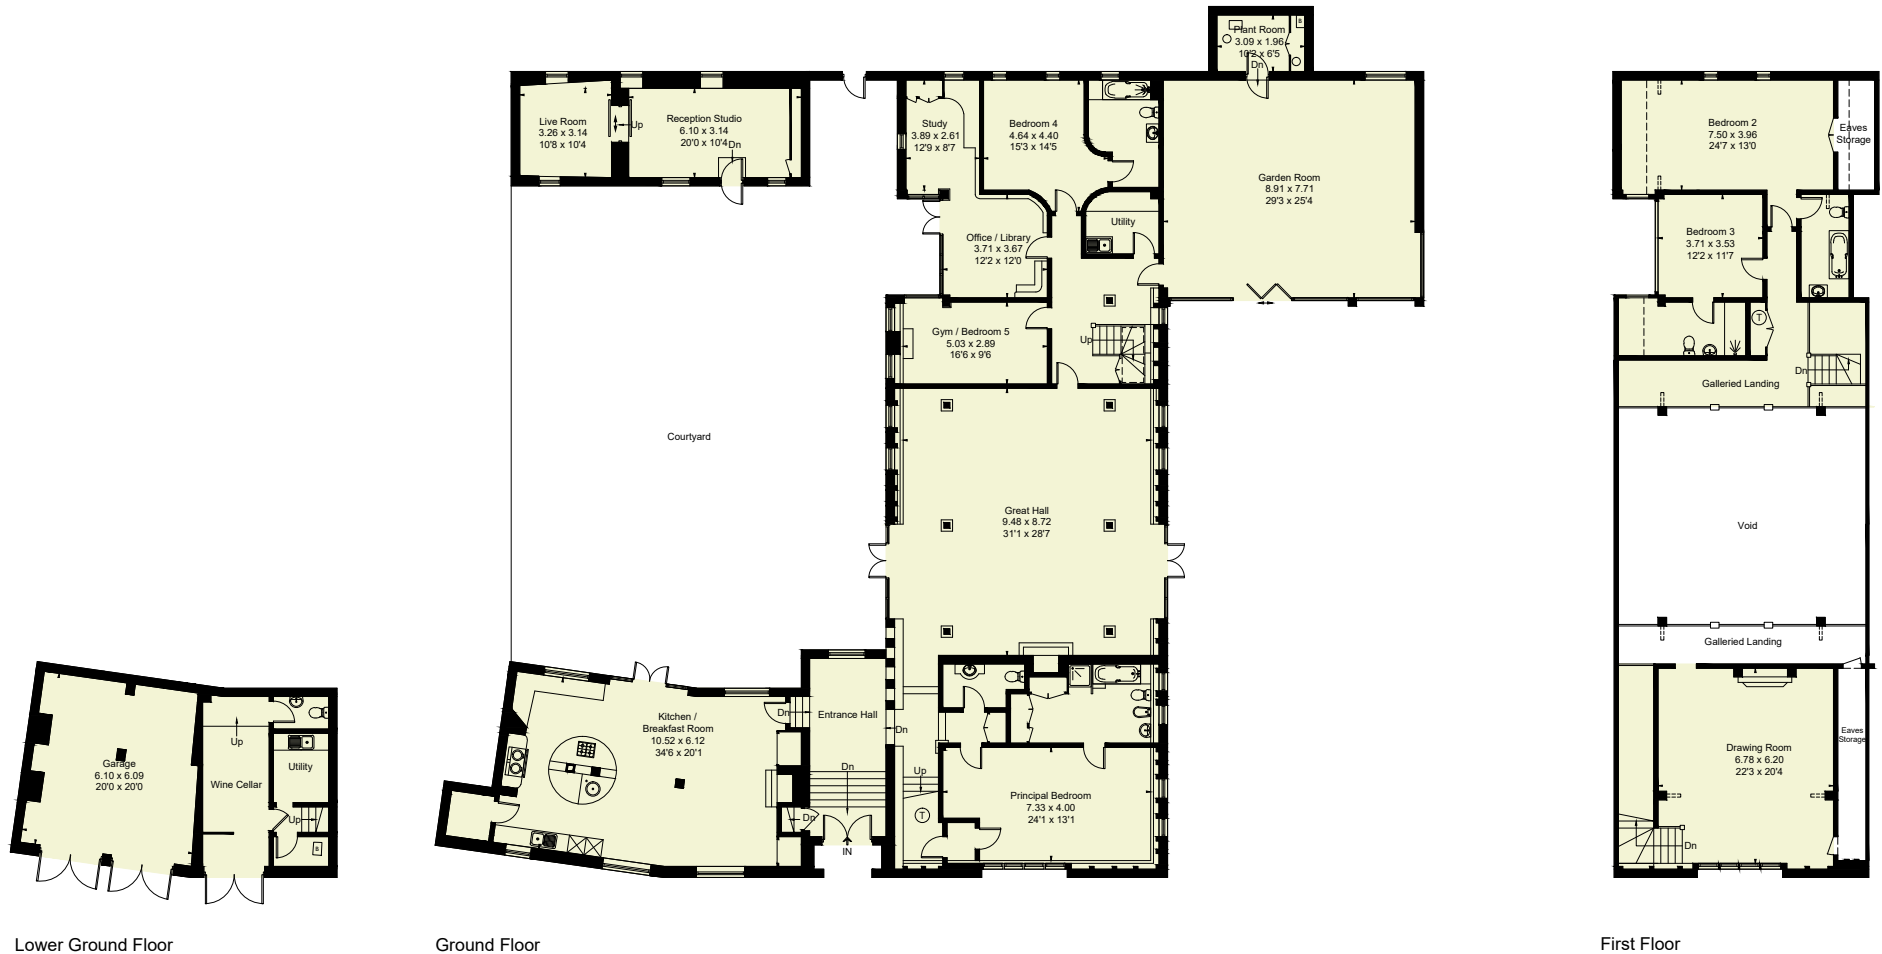 Plant Room
3.09 x 1.96
10'2 x 6'5
B
Dn
Live Room
3.26 x 3.14
10'8 x 10'4
Up
Reception Studio
6.10 x 3.14
20'0 x 10'4
Dn
Study
3.89 x 2.61
12'9 x 8'7
Bedroom 4
4.64 x 4.40
15'3 x 14'5
Garden Room
8.91 x 7.71
29'3 x 25'4
Utility
Office / Library
3.71 x 3.67
12'2 x 12'0
Gym / Bedroom 5
5.03 x 2.89
16'6 x 9'6
Up
Courtyard
Great Hall
9.48 x 8.72
31'1 x 28'7
Kitchen /
Breakfast Room
10.52 x 6.12
34'6 x 20'1
Dn
Entrance Hall
Dn
Dn
Dn
IN
Up
T
Principal Bedroom
7.33 x 4.00
24'1 x 13'1
Ground Floor
Garage
6.10 x 6.09
20'0 x 20'0
Up
Wine Cellar
Utility
Up
B
Lower Ground Floor
Bedroom 2
7.50 x 3.96
24'7 x 13'0
Eaves
Storage
Bedroom 3
3.71 x 3.53
12'2 x 11'7
T
Dn
Galleried Landing
Void
Galleried Landing
Drawing Room
6.78 x 6.20
22'3 x 20'4
Eaves
Storage
Dn
First Floor